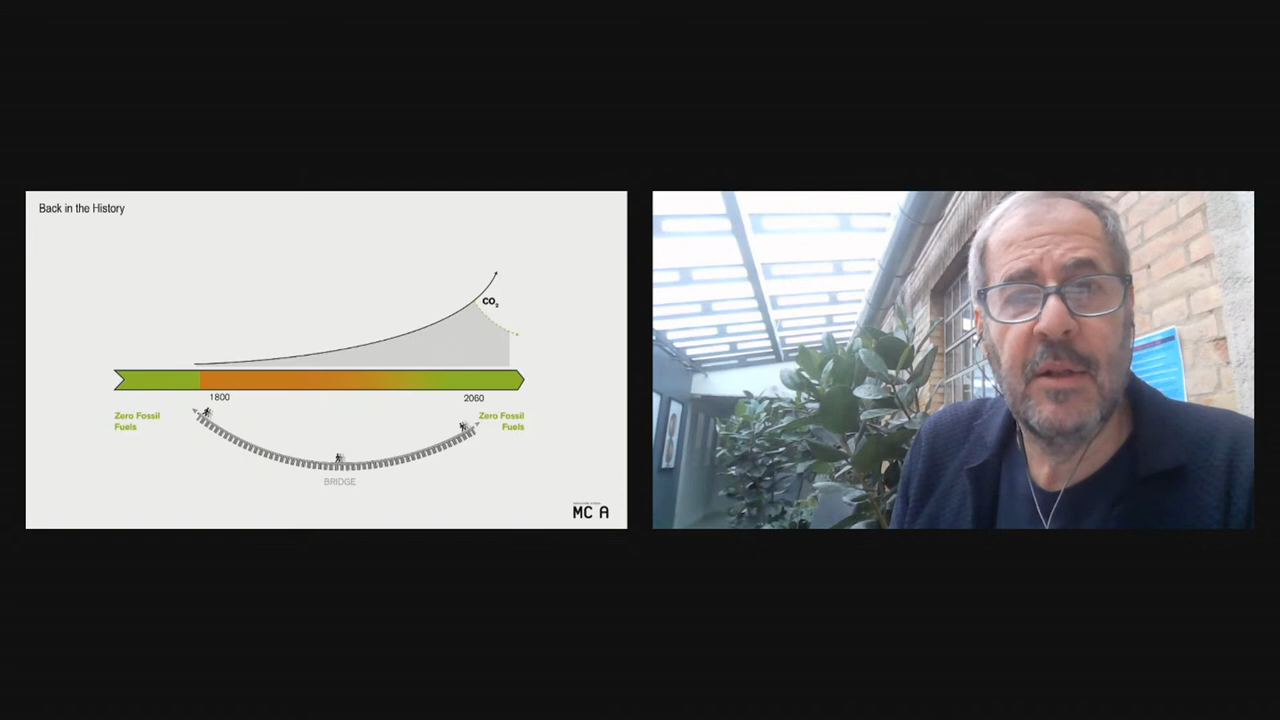 Back in the History
CO₂
1800
2060
Zero Fossil
Fuels
Zero Fossil
Fuels
BRIDGE
MC A